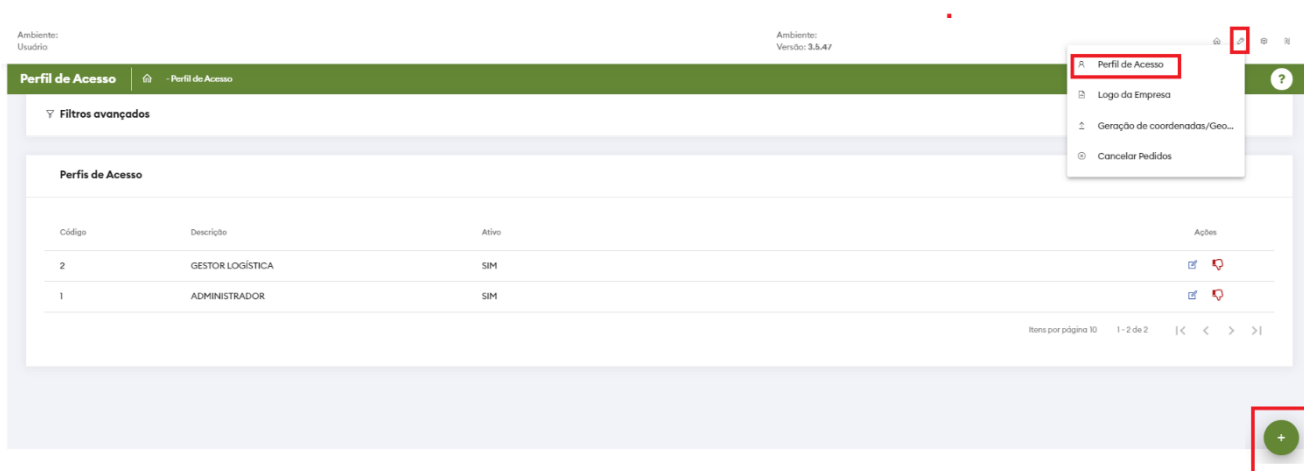 Ambiente:
Usuário
Ambiente:
Versão: 3.5.47
Perfil de Acesso - Perfil de Acesso ?
Perfil de Acesso
Logo da Empresa
Geração de coordenadas/Geo...
Cancelar Pedidos
Filtros avançados
Perfis de Acesso
Código Descrição Ativo Ações
2 GESTOR LOGÍSTICA SIM
1 ADMINISTRADOR SIM
Itens por página 10 1 - 2 de 2
+